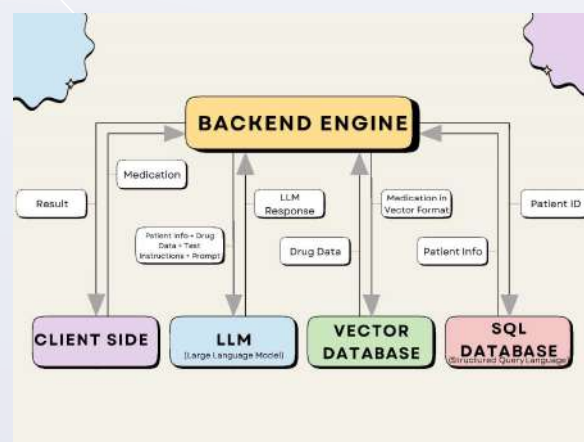 BACKEND ENGINE
Medication
Result
LLM
Response
Medication in
Vector Format
Patient ID
Patient Info + Drug
Data + Test
Instructions + Prompt
Drug Data
Patient Info
CLIENT SIDE
LLM
(Large Language Model)
VECTOR
DATABASE
SQL
DATABASE
(Structured Query Language)